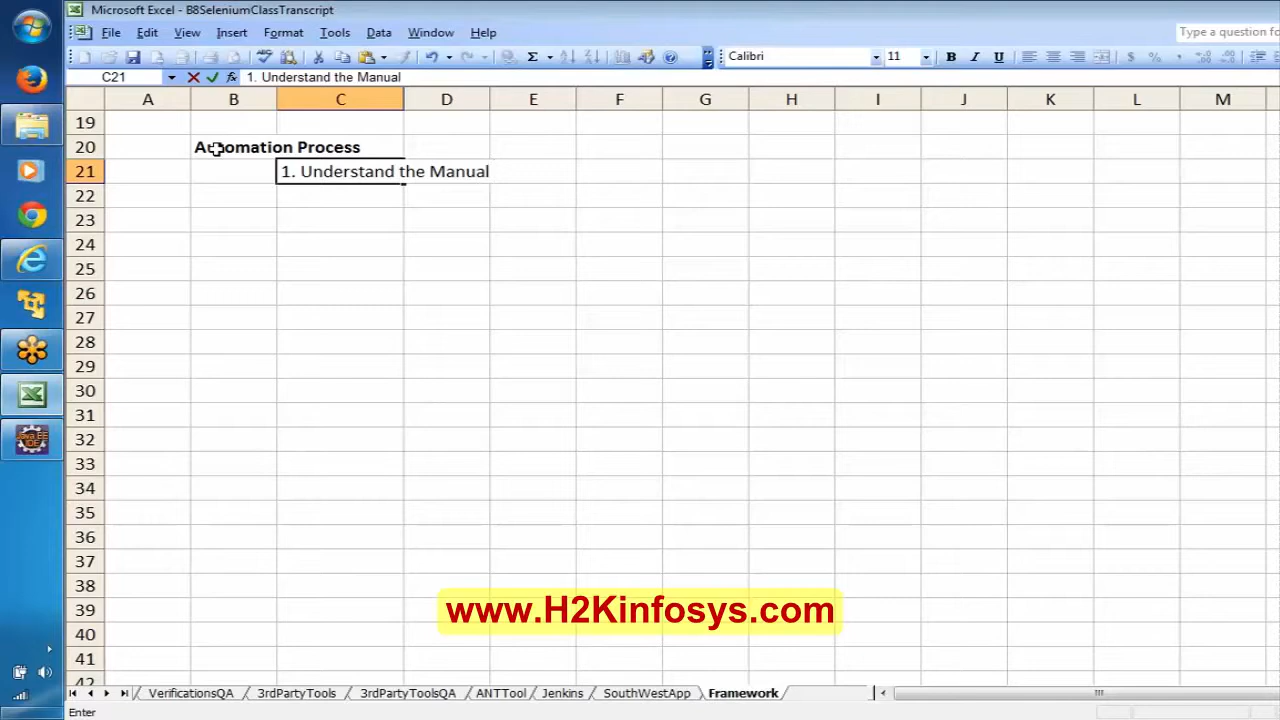 Microsoft Excel - B8SeleniumClassTranscript
File Edit View Insert Format Tools Data Window Help
Type a question fo
Calibri 11 B I U $ %
C21 fx 1. Understand the Manual
A B C D E F G H I J K L M
19
20 Automation Process
21 1. Understand the Manual
22
23
24
25
26
27
28
29
30
31
32
33
34
35
36
37
38
39
www.H2Kinfosys.com
40
41
42
VerificationsQA 3rdPartyTools 3rdPartyToolsQA ANTTool Jenkins SouthWestApp Framework
Enter